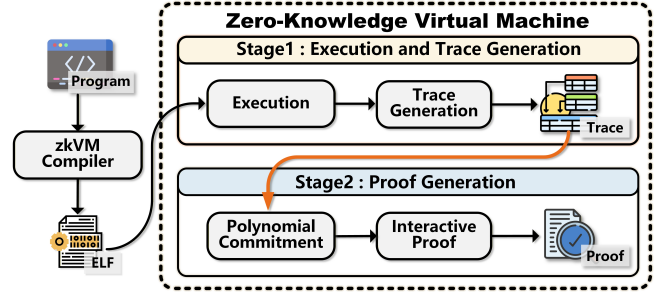 Zero-Knowledge Virtual Machine
Stage1 : Execution and Trace Generation
Program
Execution
Trace
Generation
Trace
zkVM
Compiler
Stage2 : Proof Generation
Polynomial
Commitment
Interactive
Proof
Proof
ELF